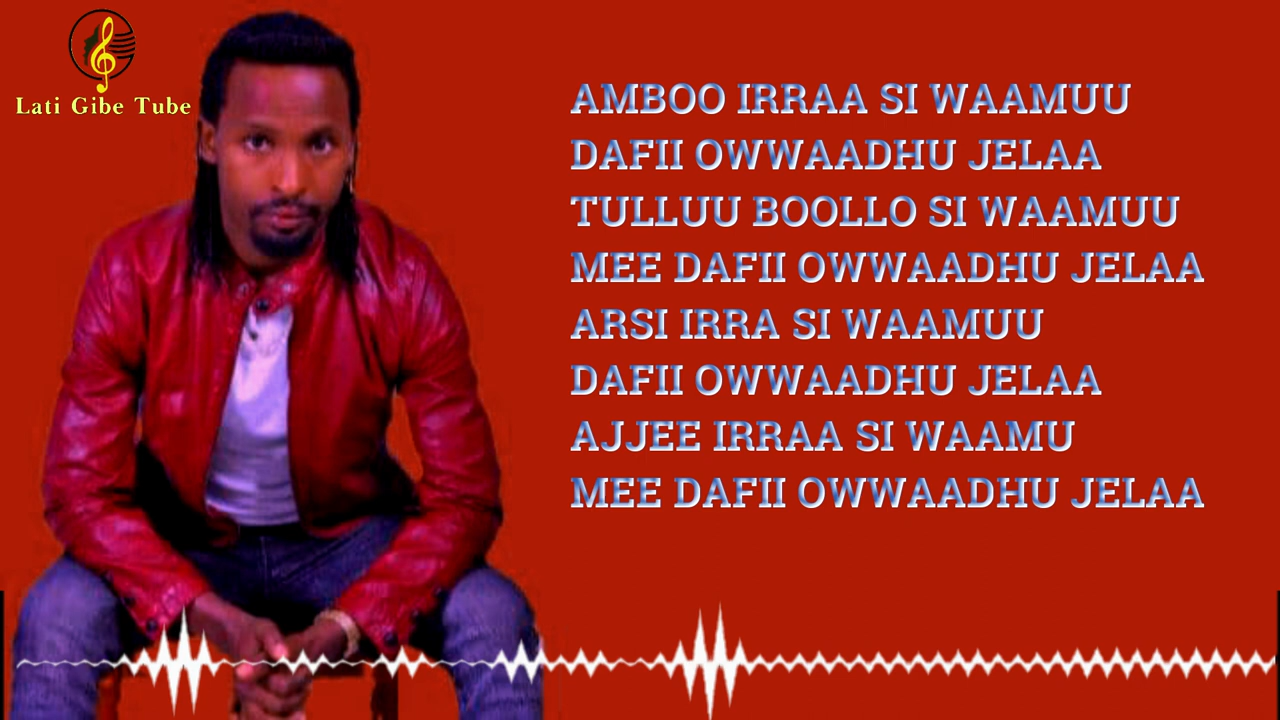 Lati Gibe Tube
AMBOO IRRAA SI WAAMUU
DAFII OWWAADHU JELAA
TULLUU BOOLLO SI WAAMUU
MEE DAFII OWWAADHU JELAA
ARSI IRRA SI WAAMUU
DAFII OWWAADHU JELAA
AJJEE IRRAA SI WAAMU
MEE DAFII OWWAADHU JELAA